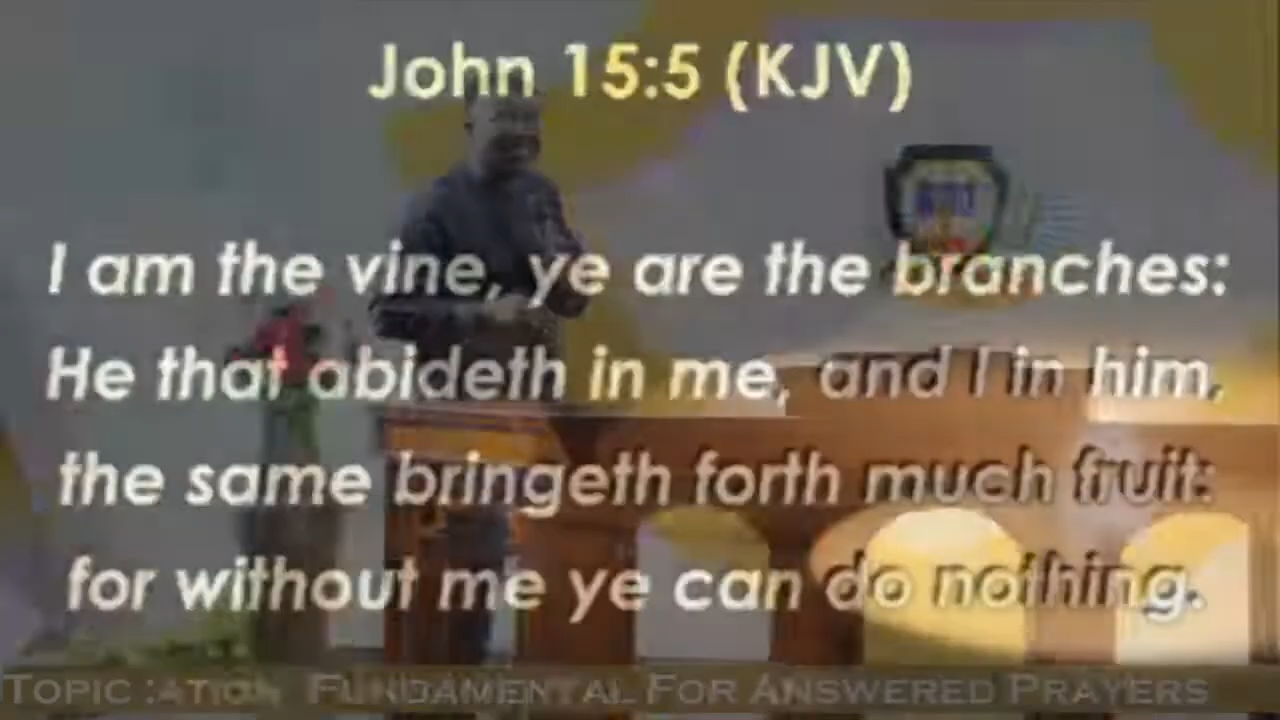 John 15:5 (KJV)
I am the vine, ye are the branches:
He that abideth in me, and I in him,
the same bringeth forth much fruit:
for without me ye can do nothing.
TOPIC : FUNDAMENTAL FOR ANSWERED PRAYERS